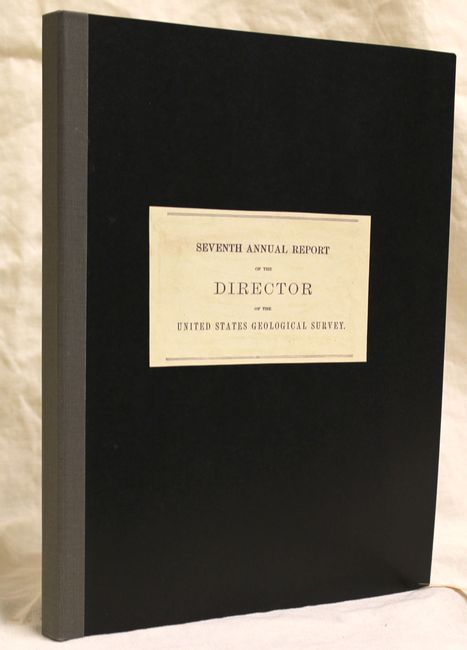 SEVENTH ANNUAL REPORT
OF THE
DIRECTOR
OF THE
UNITED STATES GEOLOGICAL SURVEY.